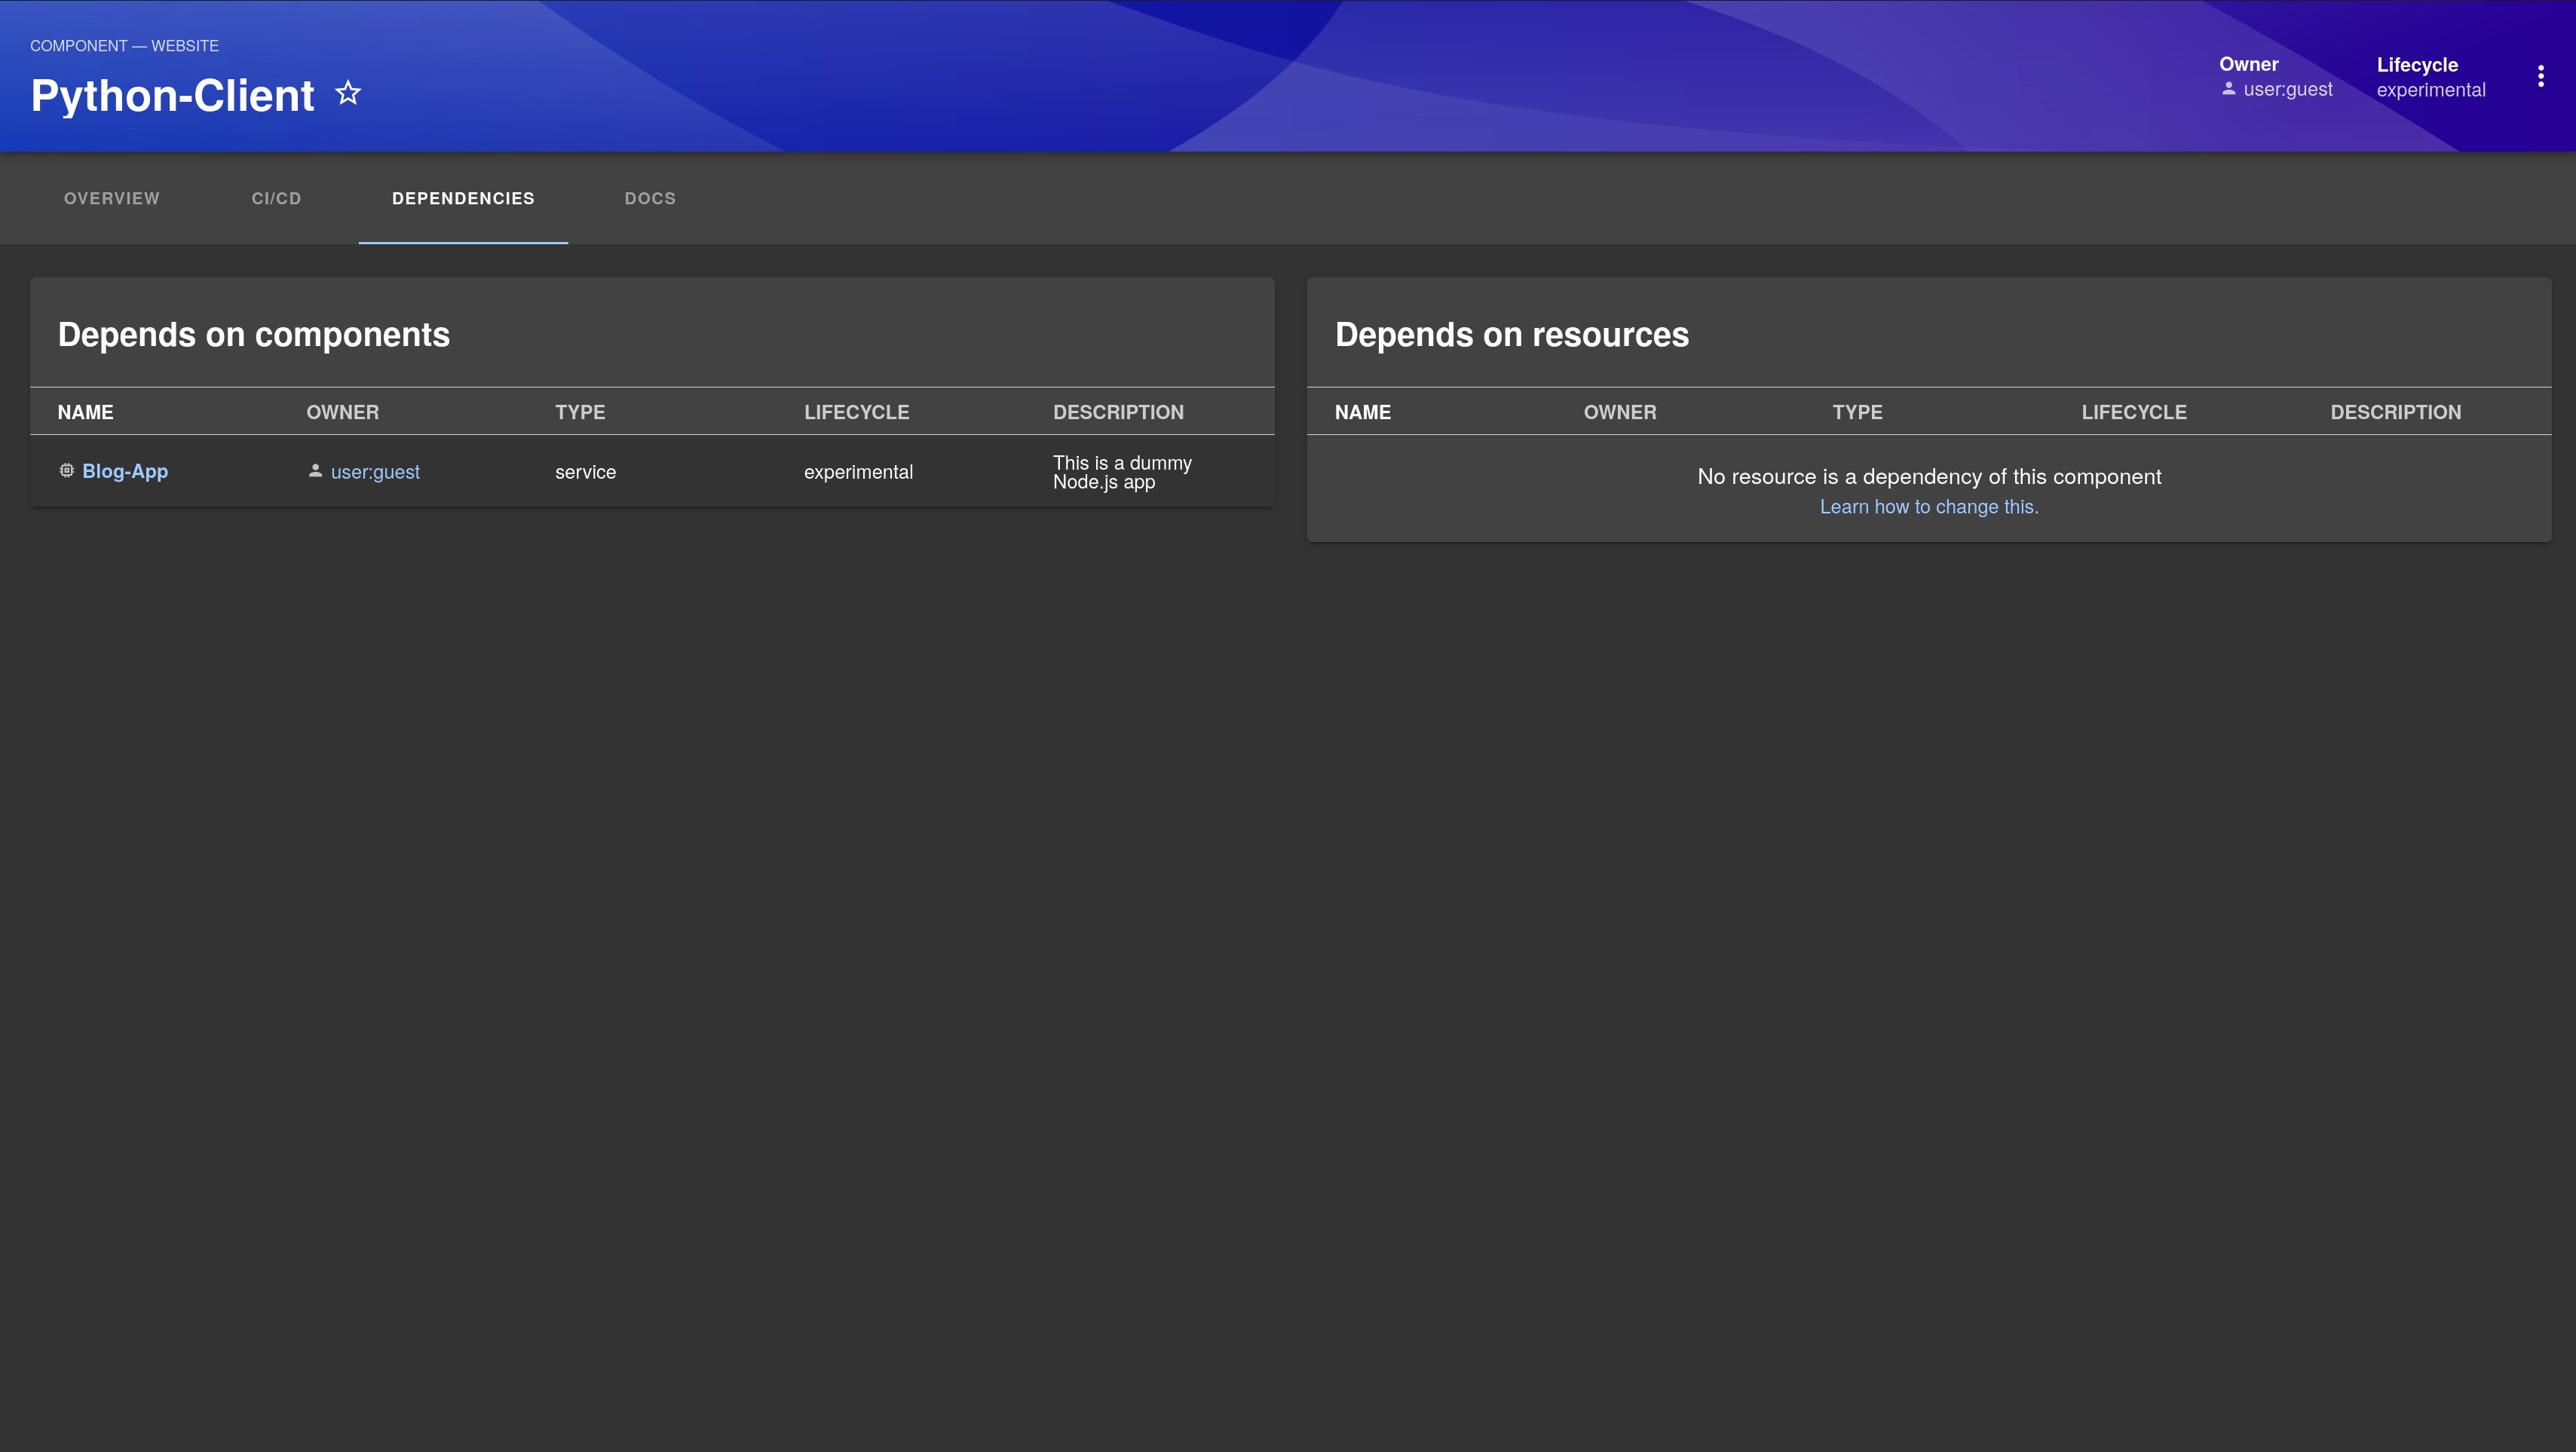 COMPONENT — WEBSITE
Python-Client
Owner
user:guest
Lifecycle
experimental
OVERVIEW CI/CD DEPENDENCIES DOCS
Depends on components
NAME OWNER TYPE LIFECYCLE DESCRIPTION
Blog-App user:guest service experimental This is a dummy
Node.js app
Depends on resources
NAME OWNER TYPE LIFECYCLE DESCRIPTION
No resource is a dependency of this component
Learn how to change this.